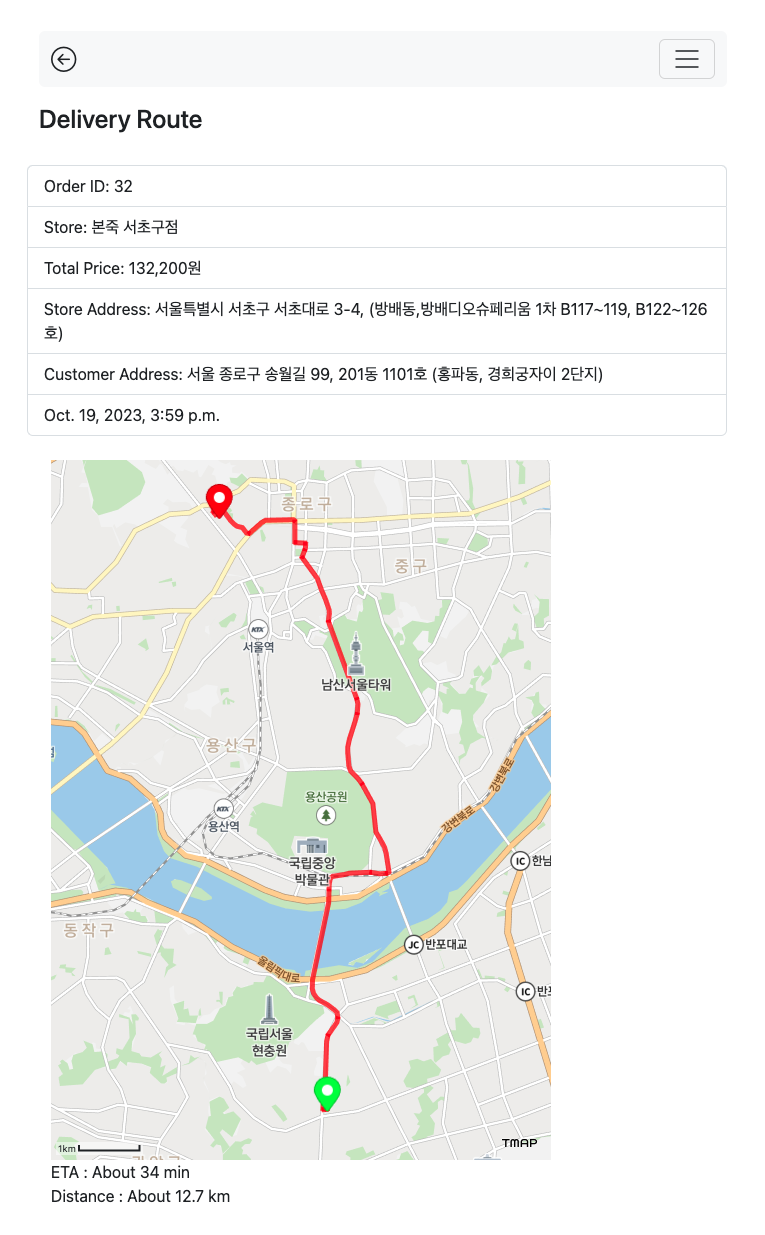 Delivery Route
Order ID: 32
Store: 본죽 서초구점
Total Price: 132,200원
Store Address: 서울특별시 서초구 서초대로 3-4, (방배동,방배디오슈페리움 1차 B117~119, B122~126
호)
Customer Address: 서울 종로구 송월길 99, 201동 1101호 (홍파동, 경희궁자이 2단지)
Oct. 19, 2023, 3:59 p.m.
종로구
중구
KTX
서울역
남산서울타워
용산구
강변북로
용산공원
KTX
용산역
강변북로
국립중앙
박물관
IC 한남
동작구
JC 반포대교
올림픽대로
IC 반포
국립서울
현충원
1km
TMAP
ETA : About 34 min
Distance : About 12.7 km